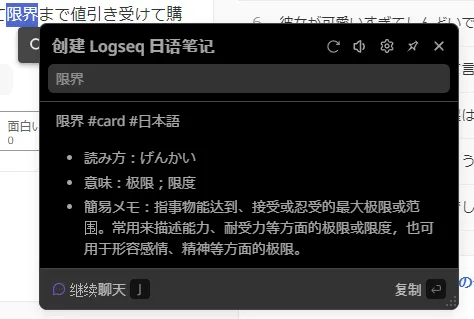 て限界まで値引き受けて購
创建 Logseq 日语笔记
限界
限界 #card #日本語
• 読み方：げんかい
• 意味：极限；限度
• 簡易メモ：指事物能达到、接受或忍受的最大极限或范
围。常用来描述能力、耐受力等方面的极限或限度，也可
用于形容感情、精神等方面的极限。
继续聊天 J
复制
面白い
0
6 彼女が可愛いすぎてしんどいで
言
は
う
し
の